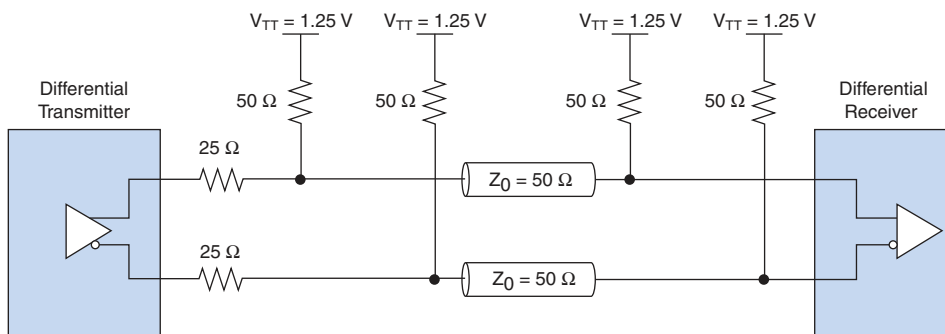 V_TT = 1.25 V V_TT = 1.25 V V_TT = 1.25 V V_TT = 1.25 V
Differential
Transmitter
50 Ω 50 Ω 50 Ω 50 Ω
Differential
Receiver
25 Ω
Z_0 = 50 Ω
25 Ω
Z_0 = 50 Ω